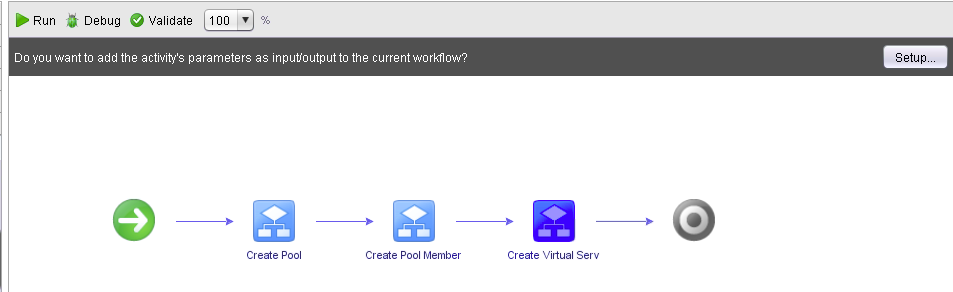 Run Debug Validate 100 %
Do you want to add the activity's parameters as input/output to the current workflow? Setup...
Create Pool Create Pool Member Create Virtual Serv